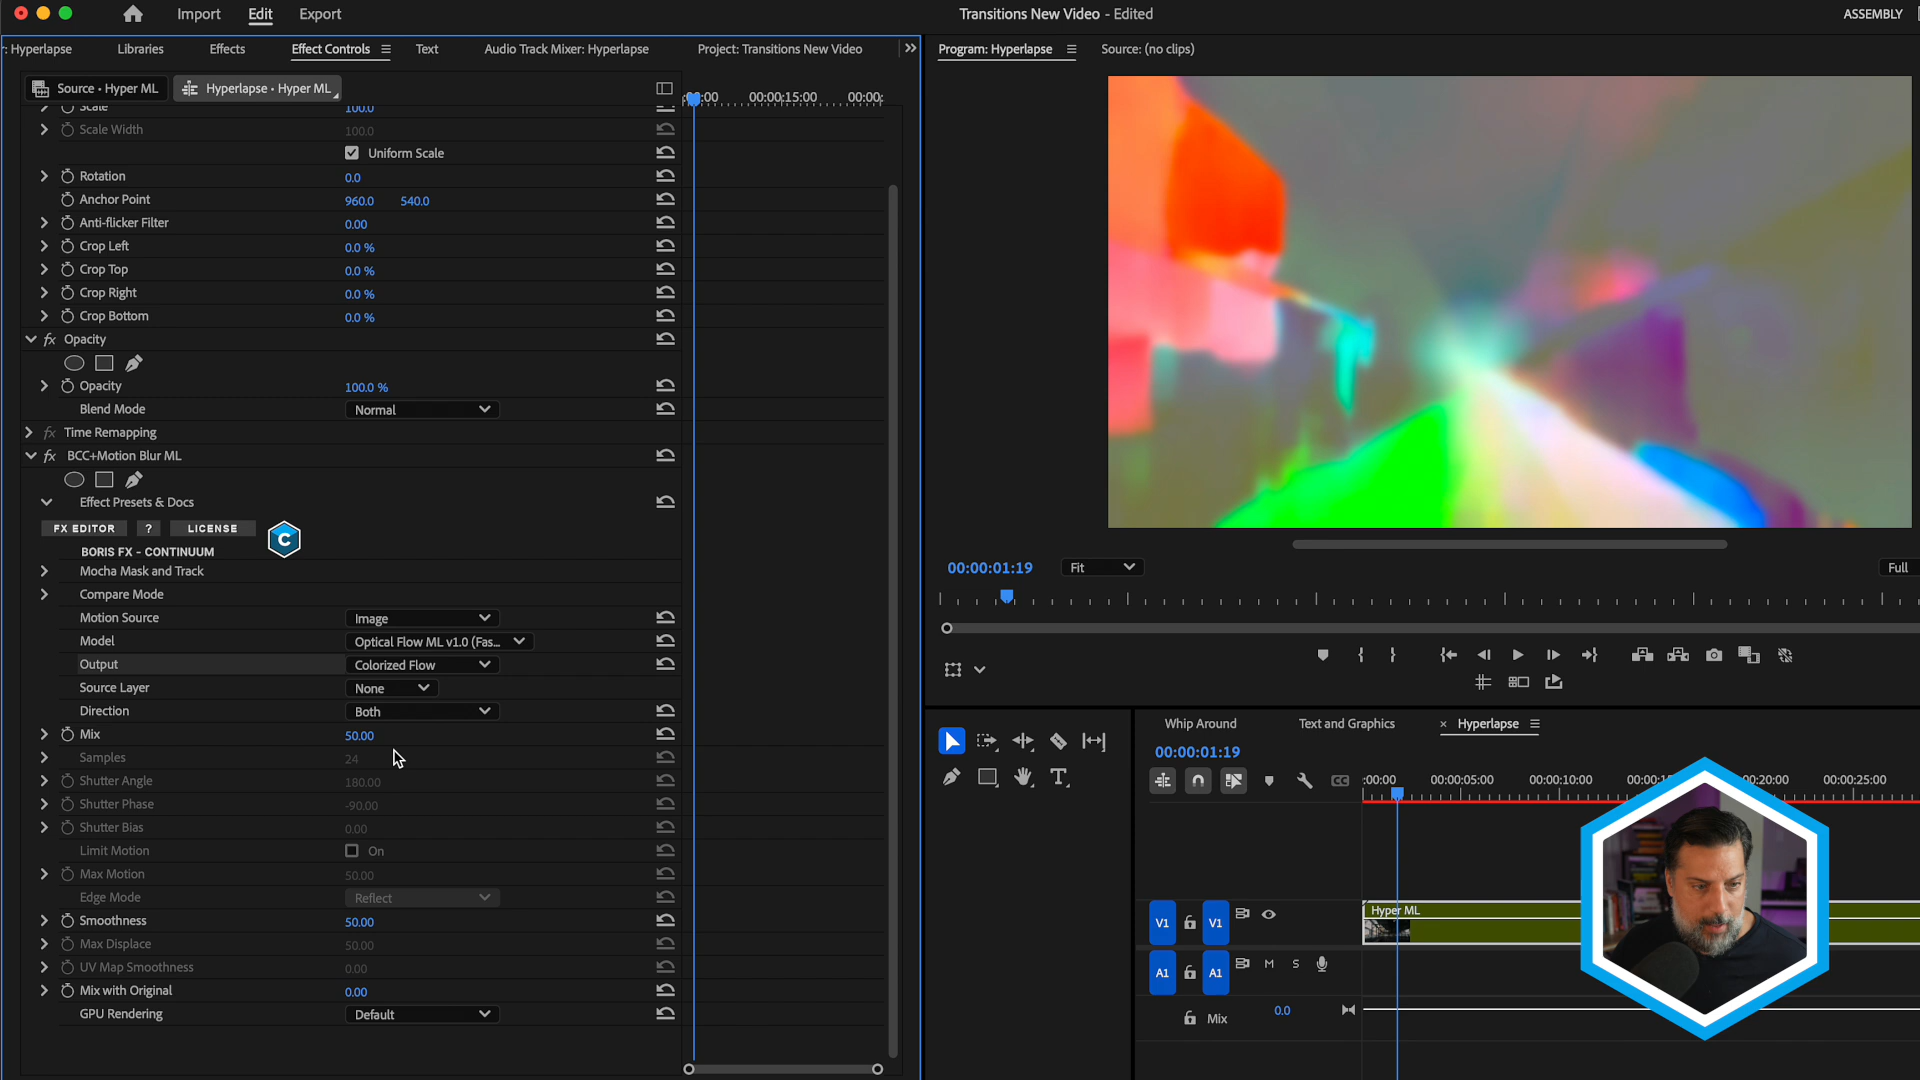 Import
Edit
Export
Transitions New Video - Edited
ASSEMBLY
: Hyperlapse
Libraries
Effects
Effect Controls
Text
Audio Track Mixer: Hyperlapse
Project: Transitions New Video
Program: Hyperlapse
Source: (no clips)
Source • Hyper ML
Hyperlapse • Hyper ML
:00:00
00:00:15:00
00:00:
Scale
100.0
Scale Width
100.0
Uniform Scale
Rotation
0.0
Anchor Point
960.0
540.0
Anti-flicker Filter
0.00
Crop Left
0.0 %
Crop Top
0.0 %
Crop Right
0.0 %
Crop Bottom
0.0 %
fx Opacity
Opacity
100.0 %
Blend Mode
Normal
fx Time Remapping
fx BCC+Motion Blur ML
Effect Presets & Docs
FX EDITOR
?
LICENSE
C
BORIS FX - CONTINUUM
Mocha Mask and Track
Compare Mode
Motion Source
Image
Model
Optical Flow ML v1.0 (Fas...
Output
Colorized Flow
Source Layer
None
Direction
Both
Mix
50.00
Samples
24
Shutter Angle
180.00
Shutter Phase
-90.00
Shutter Bias
0.00
Limit Motion
On
Max Motion
50.00
Edge Mode
Reflect
Smoothness
50.00
Max Displace
50.00
UV Map Smoothness
0.00
Mix with Original
0.00
GPU Rendering
Default
00:00:01:19
Fit
Full
Whip Around
Text and Graphics
× Hyperlapse
00:00:01:19
CC
:00:00
00:00:05:00
00:00:10:00
00:00:1
:00:20:00
00:00:25:00
V1
V1
Hyper ML
A1
A1
M
S
Mix
0.0